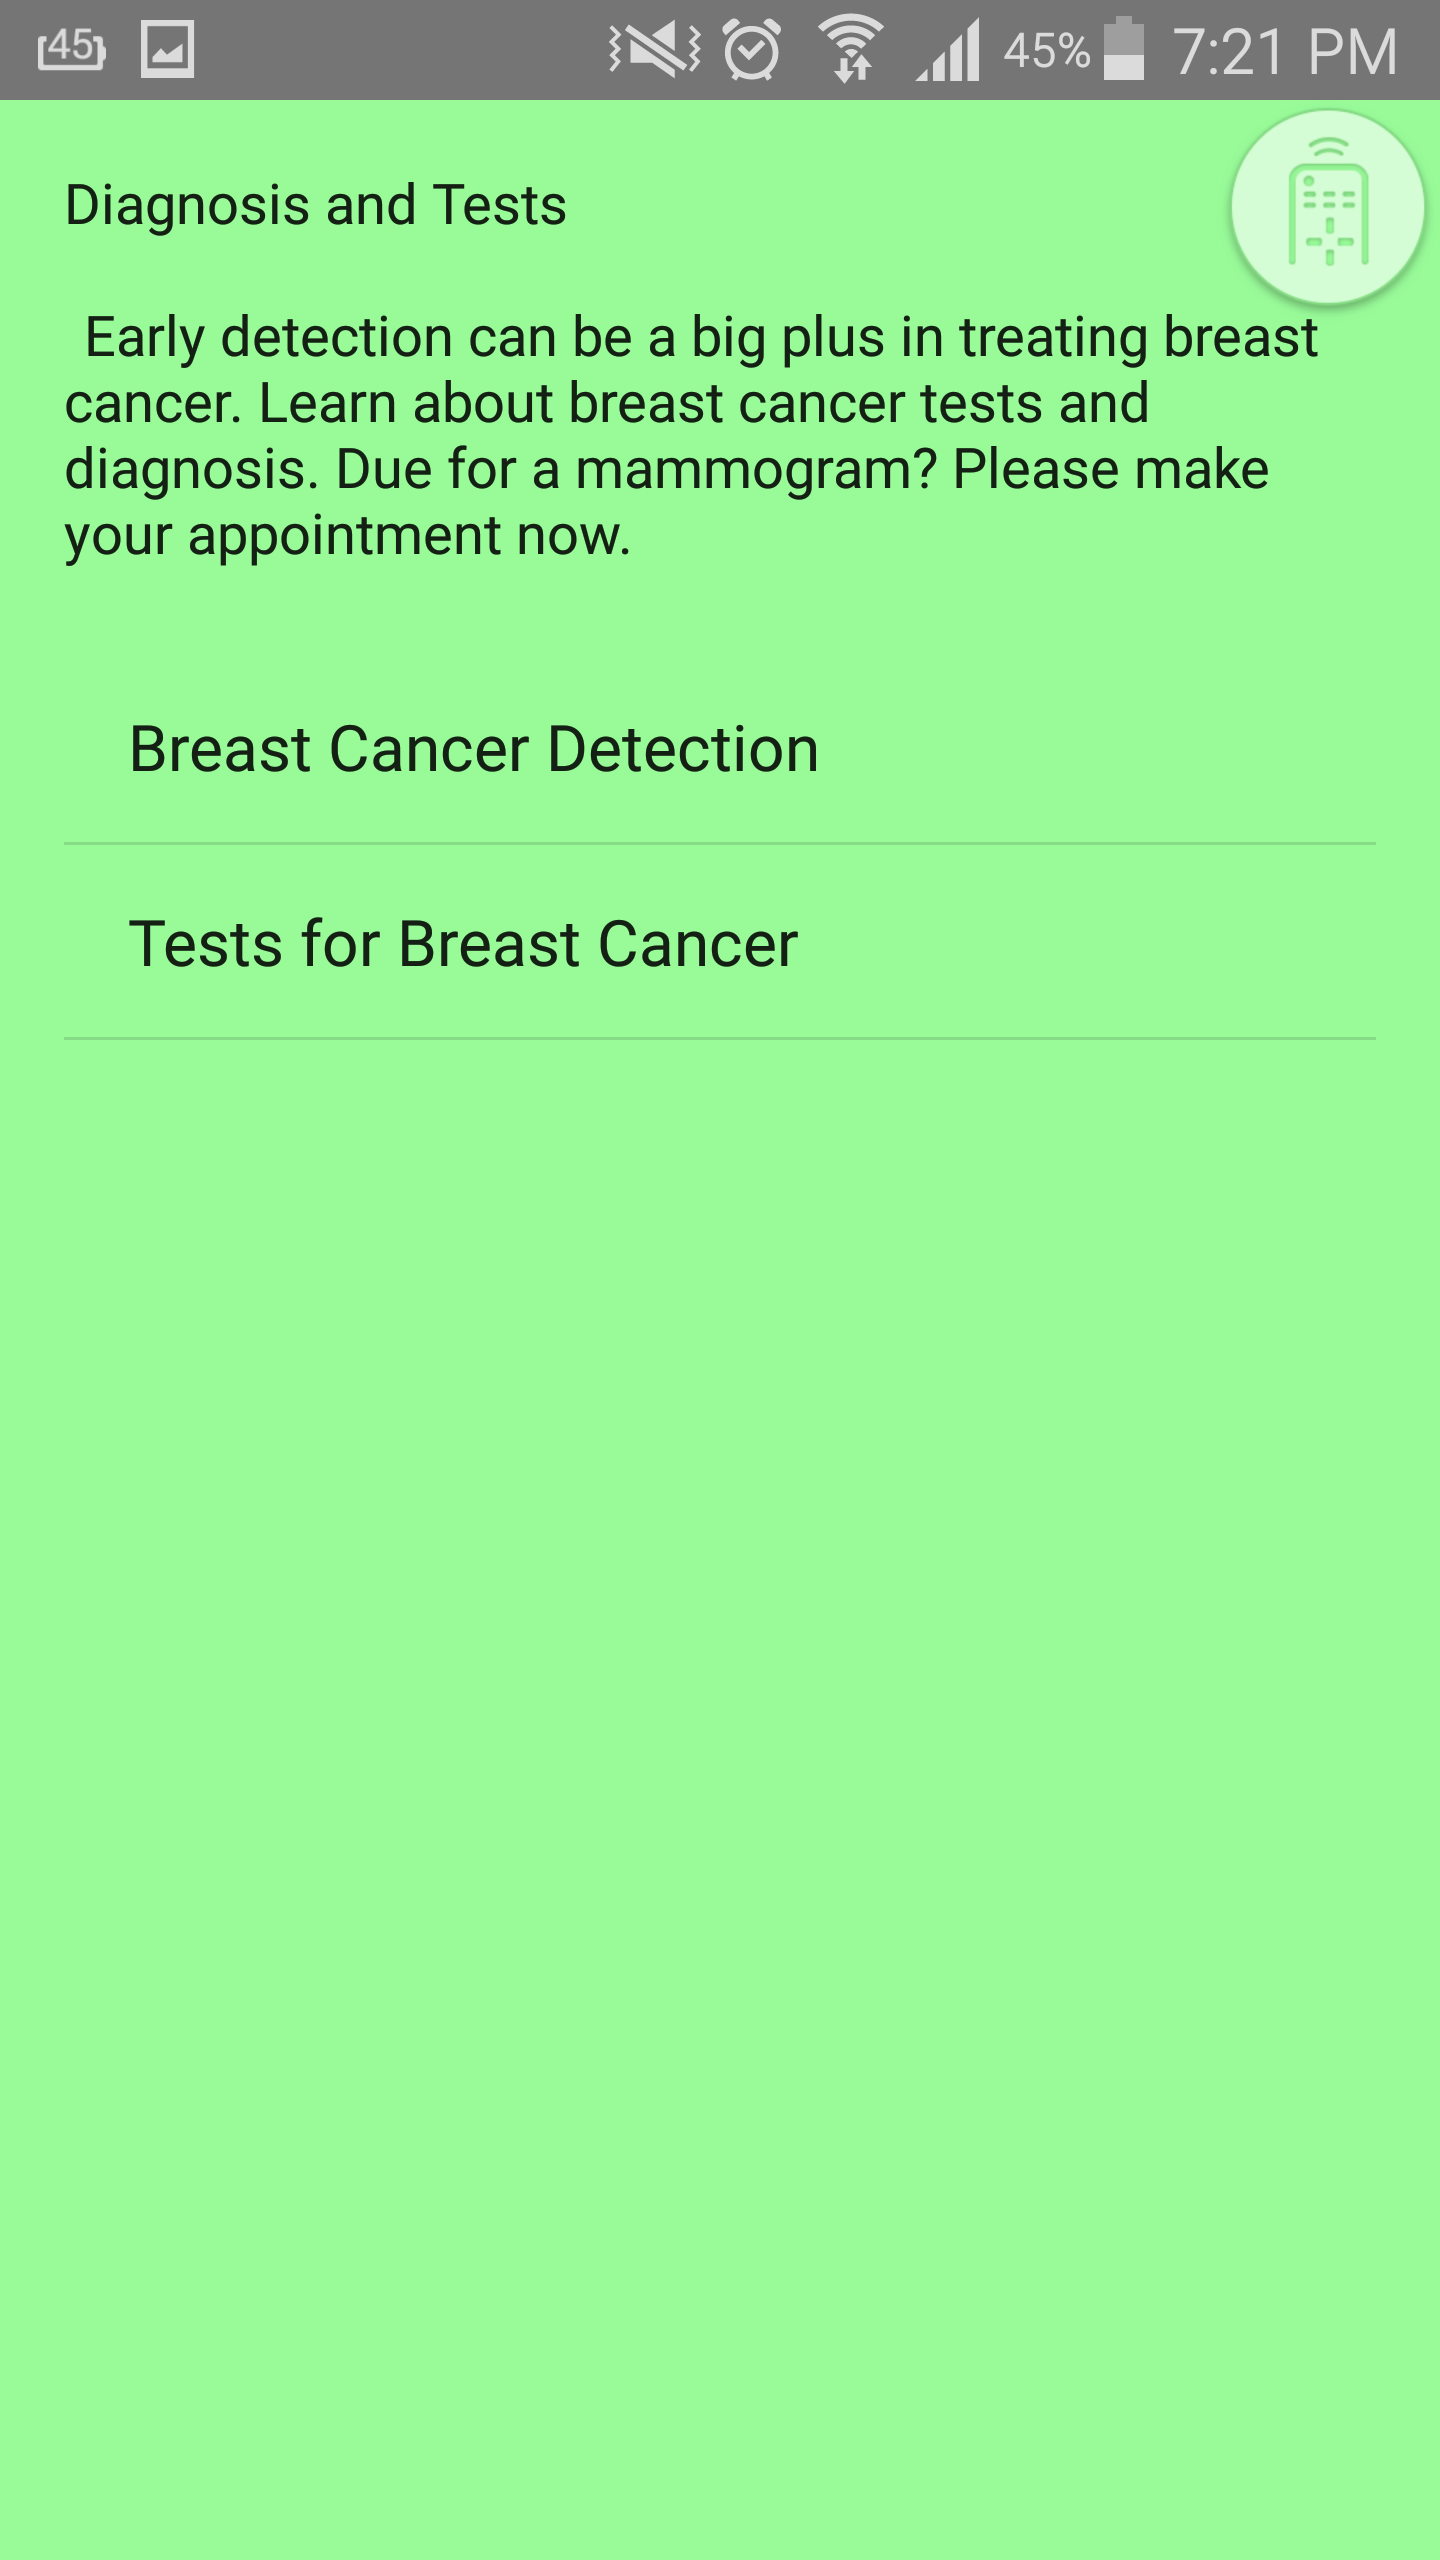 45
45% 7:21 PM
Diagnosis and Tests
Early detection can be a big plus in treating breast
cancer. Learn about breast cancer tests and
diagnosis. Due for a mammogram? Please make
your appointment now.
Breast Cancer Detection
Tests for Breast Cancer